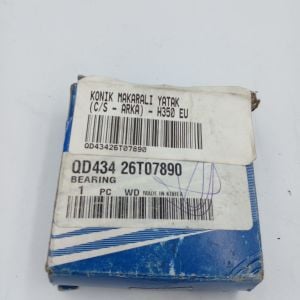 KONIK MAKARALI YATAK
(C/S - ARKA) - H350 EU
QD43426T07890
QD434 26T07890
BEARING
1 PC WD MADE IN KOREA